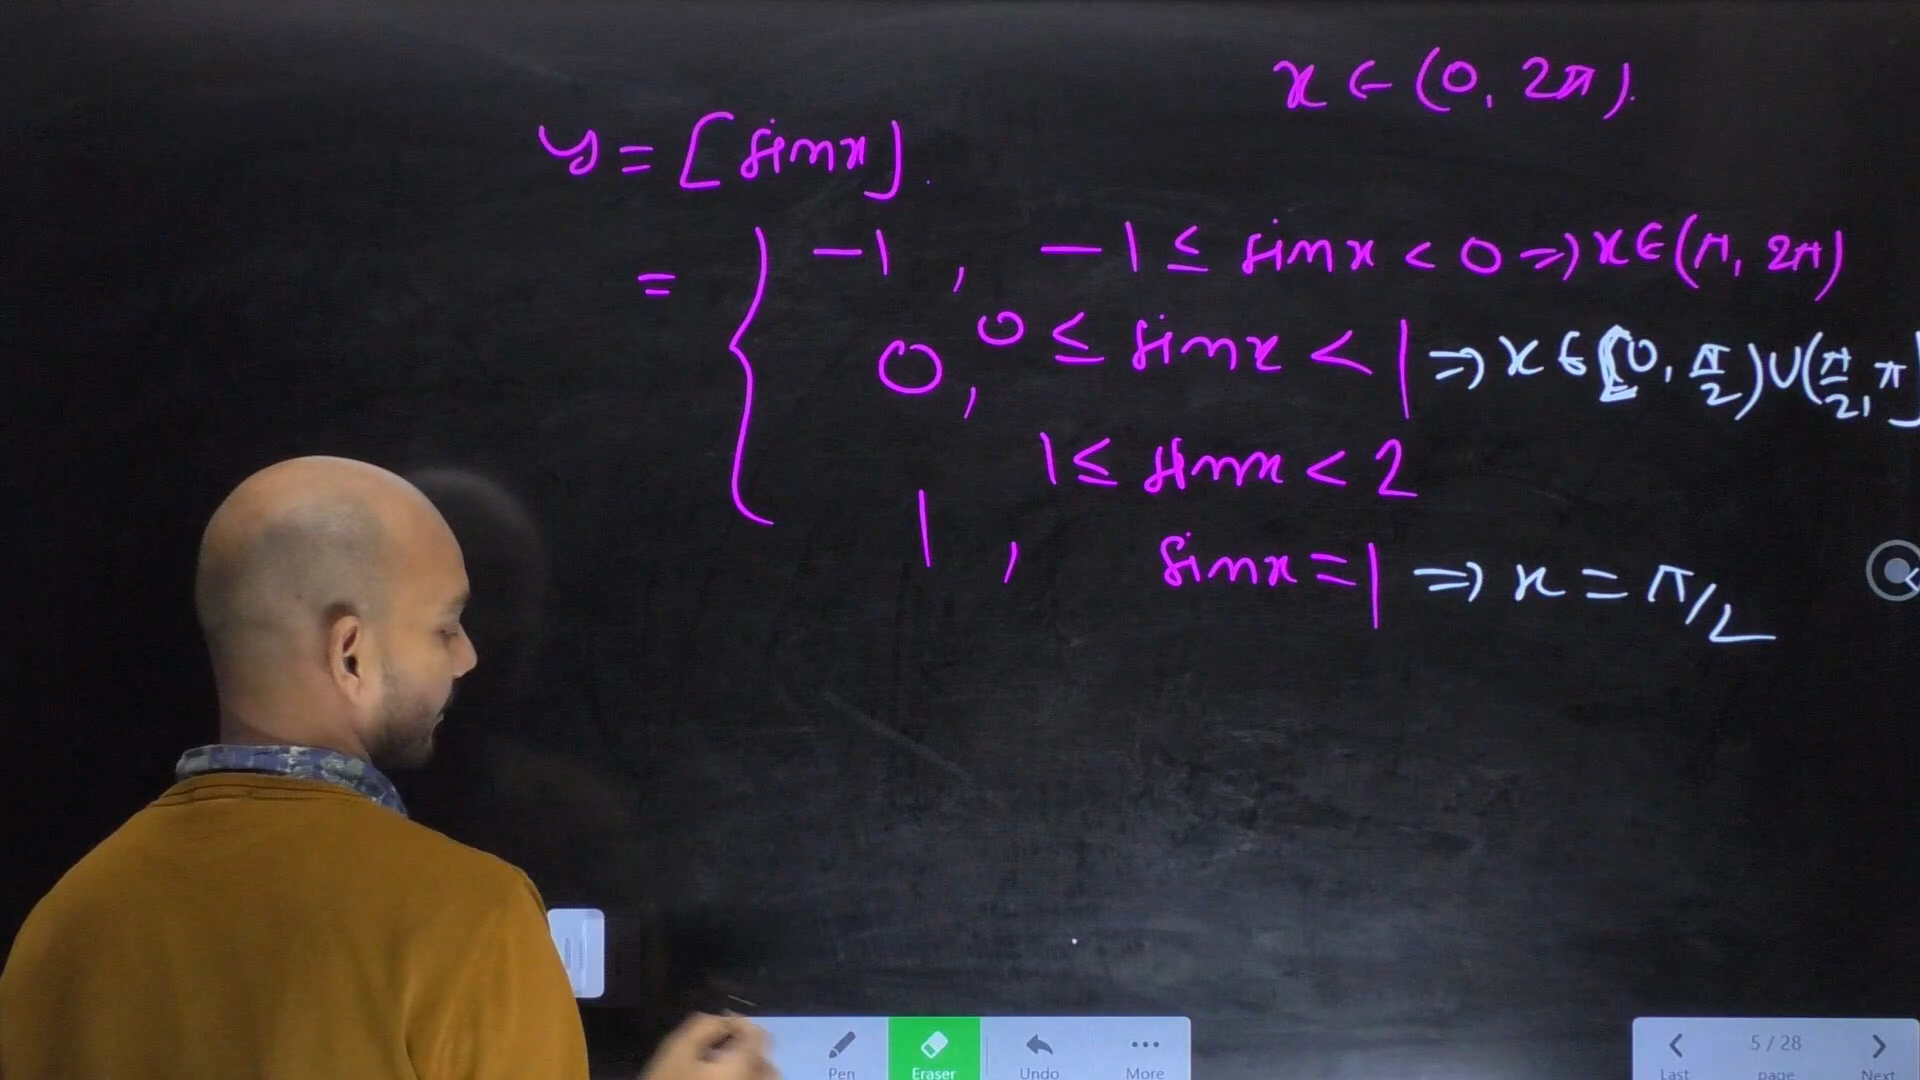 x ∈ (0, 2π).
y = [sinx].
= { -1 , -1 ≤ sinx < 0 ⇒ x ∈ (π, 2π)
0 , 0 ≤ sinx < 1 ⇒ x ∈ [0, π/2) ∪ (π/2, π]
1 ≤ sinx < 2
1 , sinx = 1 ⇒ x = π/2
Pen Eraser Undo More
5 / 28
Last page Next